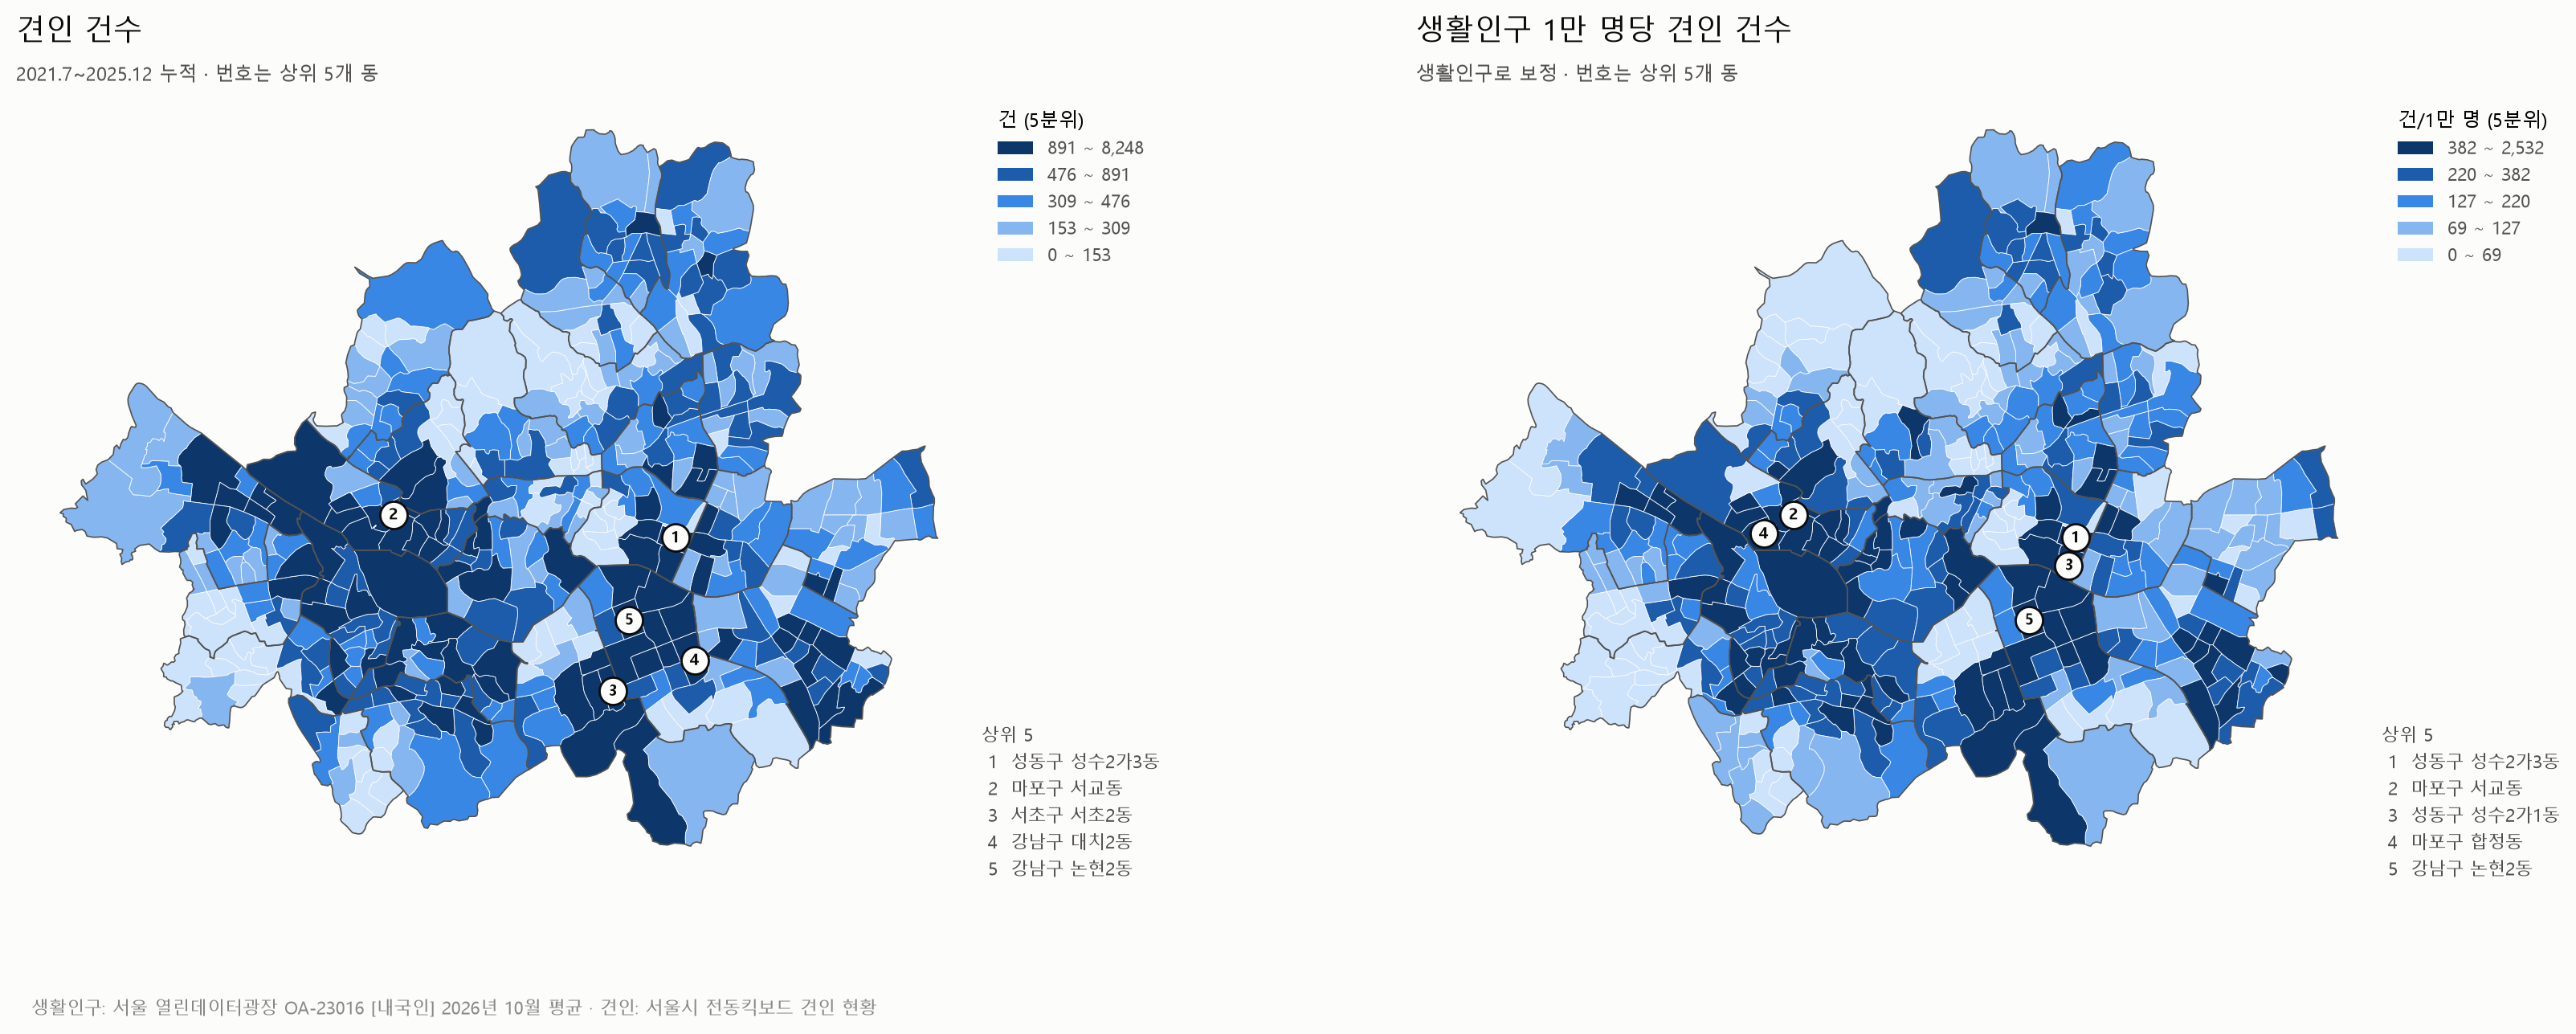 견인 건수
2021.7~2025.12 누적 · 번호는 상위 5개 동
건 (5분위)
891 ~ 8,248
476 ~ 891
309 ~ 476
153 ~ 309
0 ~ 153
2
1
5
4
3
상위 5
1 성동구 성수2가3동
2 마포구 서교동
3 서초구 서초2동
4 강남구 대치2동
5 강남구 논현2동
생활인구 1만 명당 견인 건수
생활인구로 보정 · 번호는 상위 5개 동
건/1만 명 (5분위)
382 ~ 2,532
220 ~ 382
127 ~ 220
69 ~ 127
0 ~ 69
2
4
1
3
5
상위 5
1 성동구 성수2가3동
2 마포구 서교동
3 성동구 성수2가1동
4 마포구 합정동
5 강남구 논현2동
생활인구: 서울 열린데이터광장 OA-23016 [내국인] 2026년 10월 평균 · 견인: 서울시 전동킥보드 견인 현황